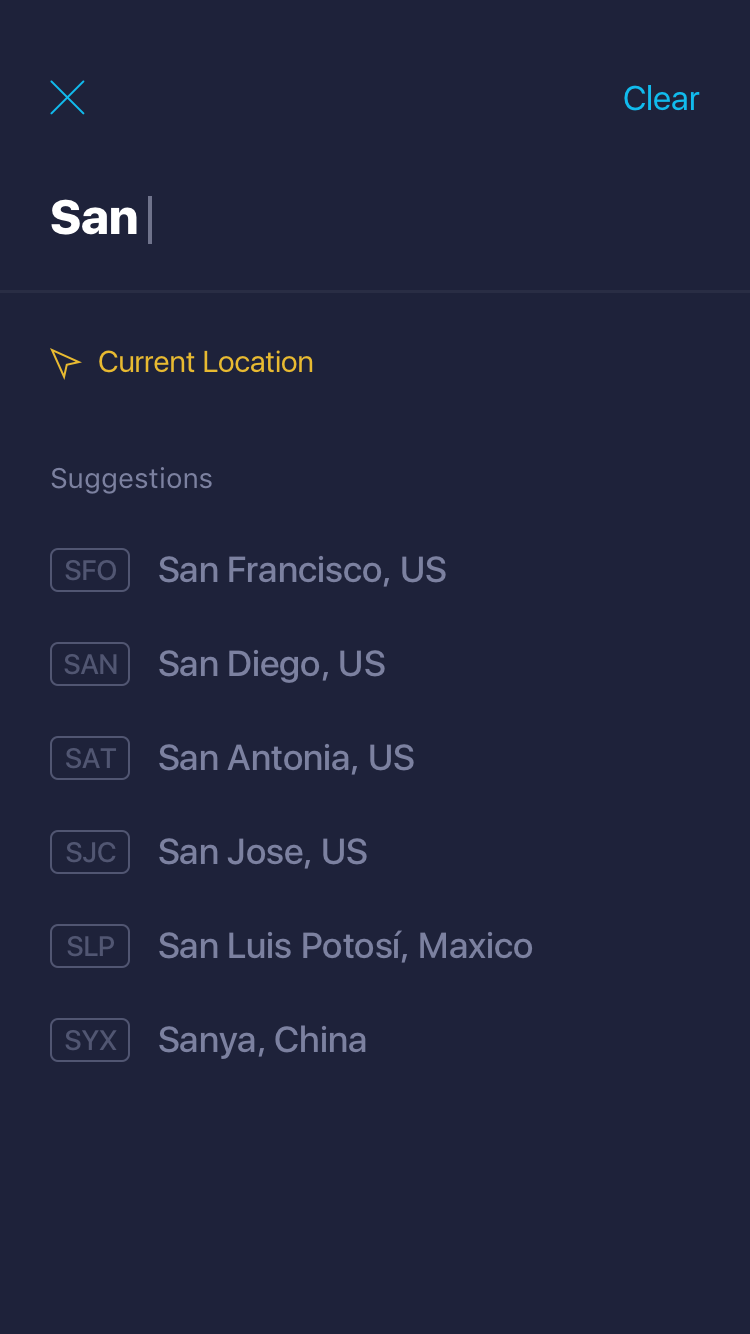 Clear
San
Current Location
Suggestions
SFO San Francisco, US
SAN San Diego, US
SAT San Antonia, US
SJC San Jose, US
SLP San Luis Potosí, Maxico
SYX Sanya, China